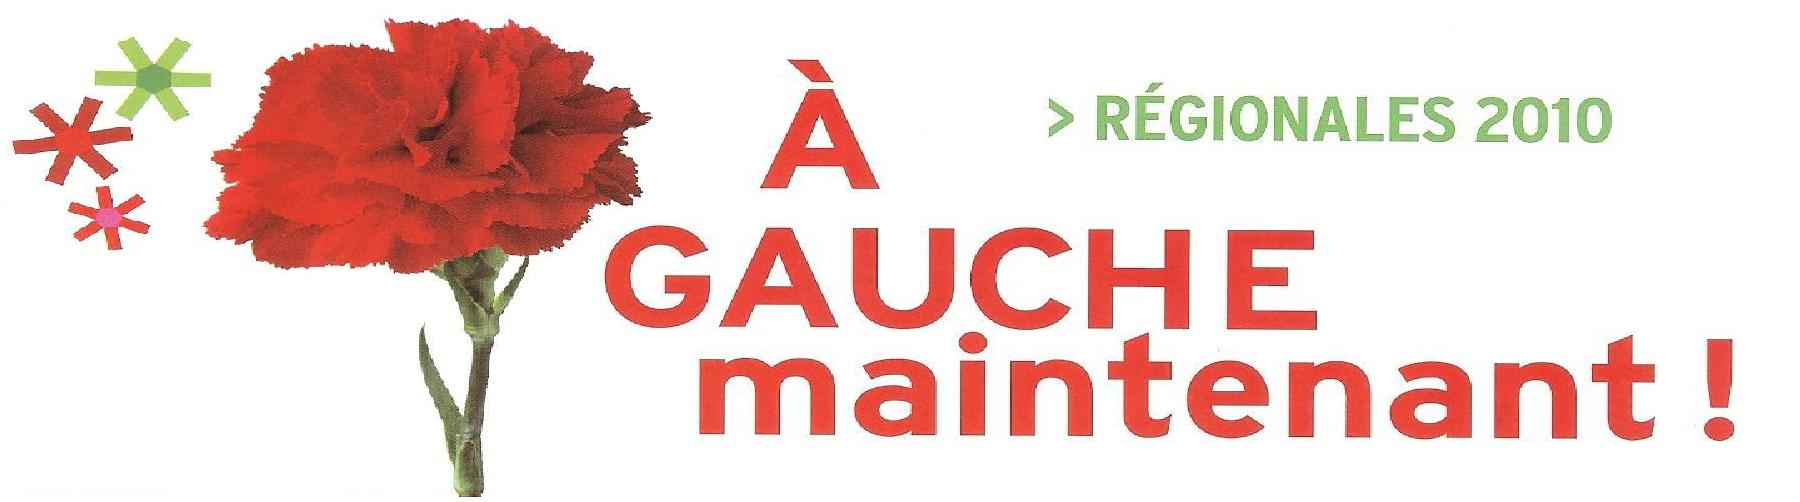 À
> RÉGIONALES 2010
GAUCHE
maintenant !